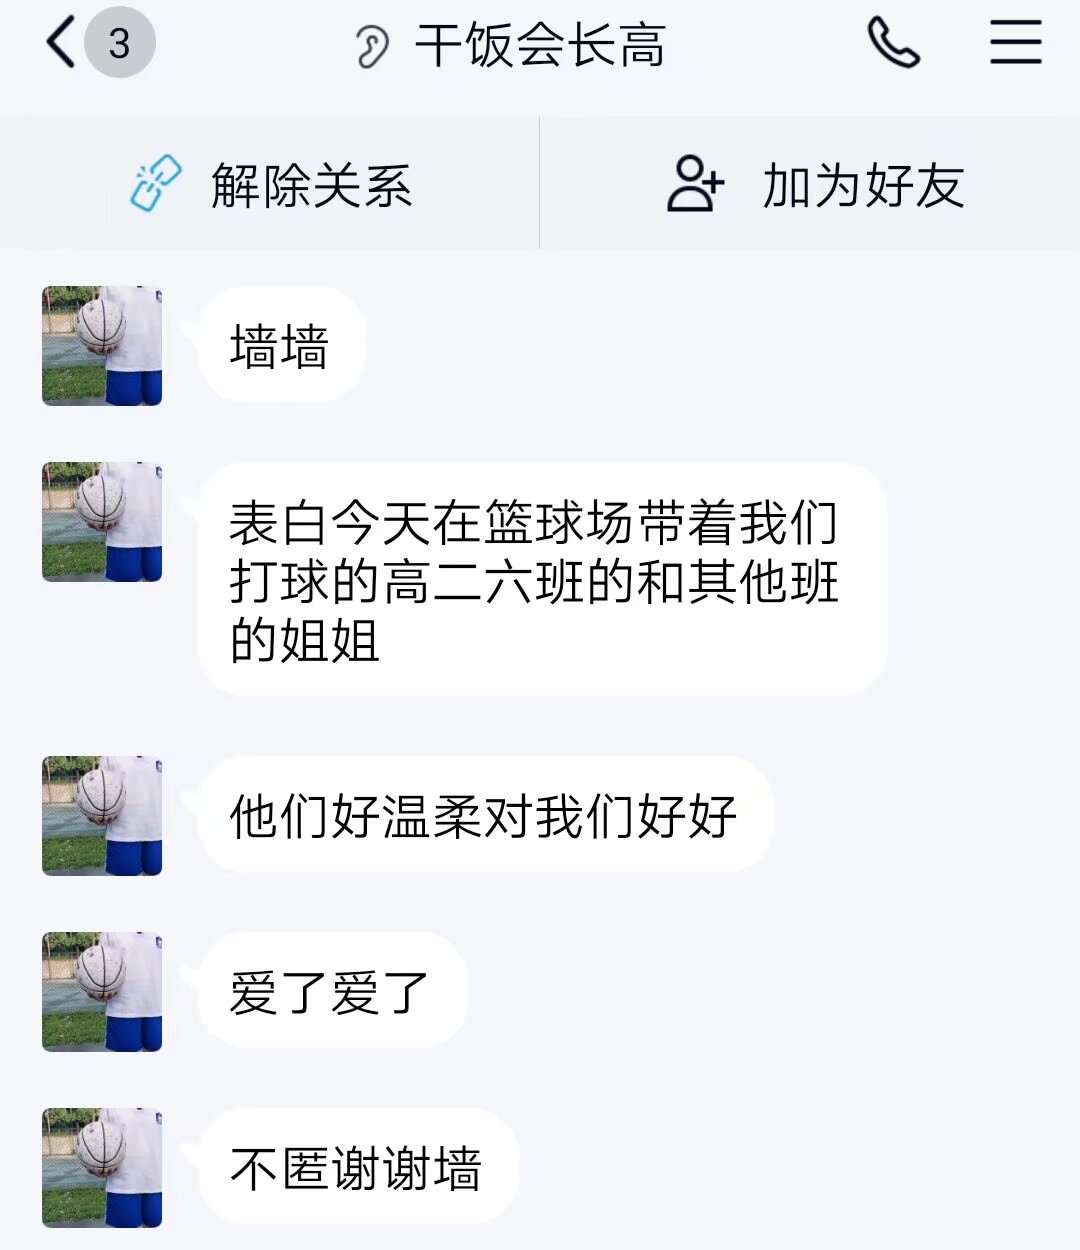 3
干饭会长高
解除关系
加为好友
墙墙
表白今天在篮球场带着我们
打球的高二六班的和其他班
的姐姐
他们好温柔对我们好好
爱了爱了
不匿谢谢墙